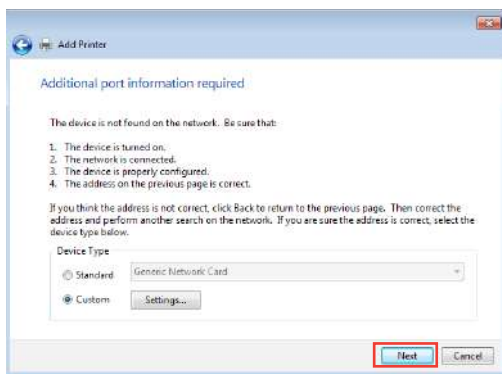 Add Printer
Additional port information required
The device is not found on the network. Be sure that:
1. The device is turned on.
2. The network is connected.
3. The device is properly configured.
4. The address on the previous page is correct.
If you think the address is not correct, click Back to return to the previous page. Then correct the
address and perform another search on the network. If you are sure the address is correct, select the
device type below.
Device Type
Standard Generic Network Card
Custom Settings...
Next Cancel